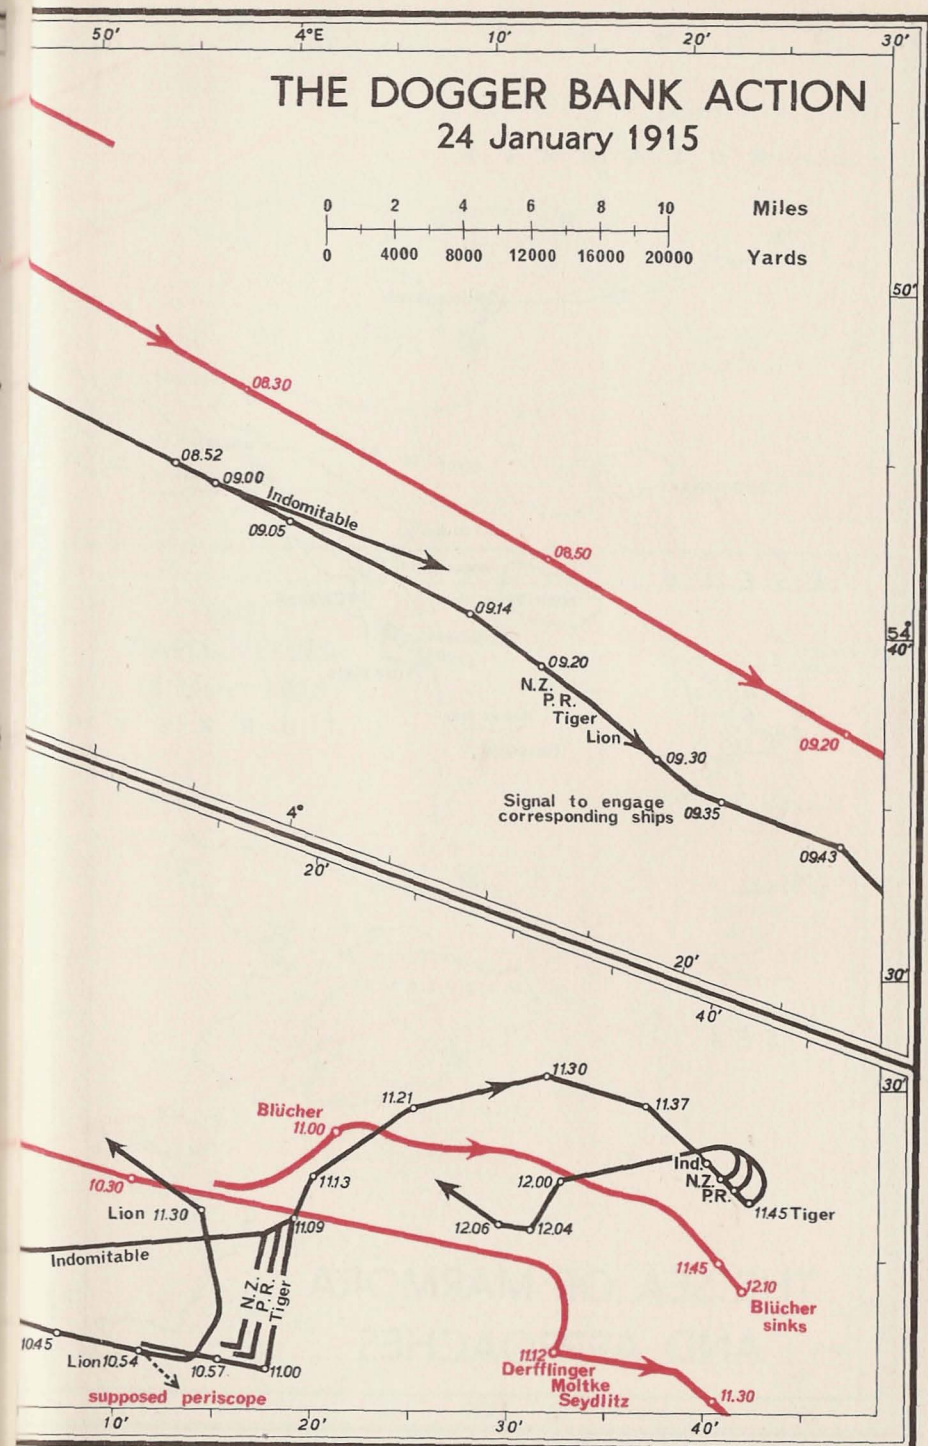 50' 4°E 10' 20' 30'
THE DOGGER BANK ACTION
24 January 1915
0 2 4 6 8 10 Miles
0 4000 8000 12000 16000 20000 Yards
50'
08.30
08.52
09.00
Indomitable
09.05
08.50
09.14
54°
40'
09.20
N.Z.
P.R.
Tiger
Lion
09.20
09.30
Signal to engage
corresponding ships
09.35
09.43
4°
20'
20'
30'
40'
30'
11.30
11.21
11.37
Blücher
11.00
Ind.
N.Z.
P.R.
10.30
11.13
12.00
Lion 11.30
11.09
12.06
12.04
11.45 Tiger
Indomitable
N.Z.
P.R.
Tiger
11.45
12.10
Blücher
sinks
10.45
Lion 10.54
10.57
11.00
11.12
Derfflinger
Moltke
Seydlitz
supposed periscope
11.30
10' 20' 30' 40'